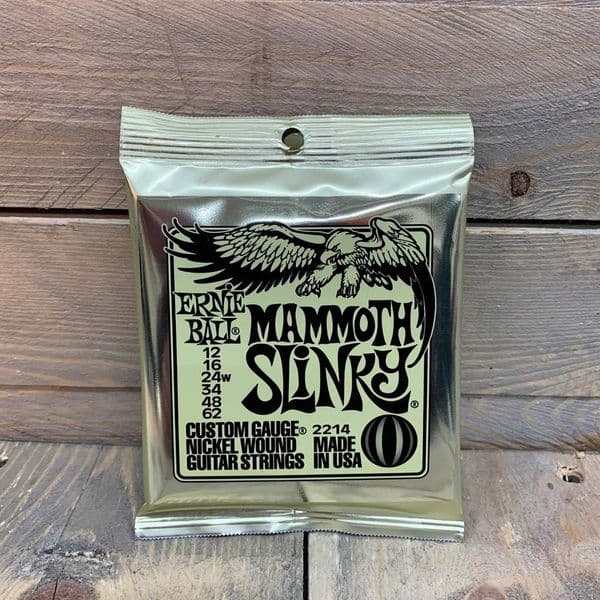 ERNIE
BALL®
MAMMOTH
SLINKY®
12
16
24w
34
48
62
CUSTOM GAUGE®
NICKEL WOUND
GUITAR STRINGS
2214
MADE
IN USA